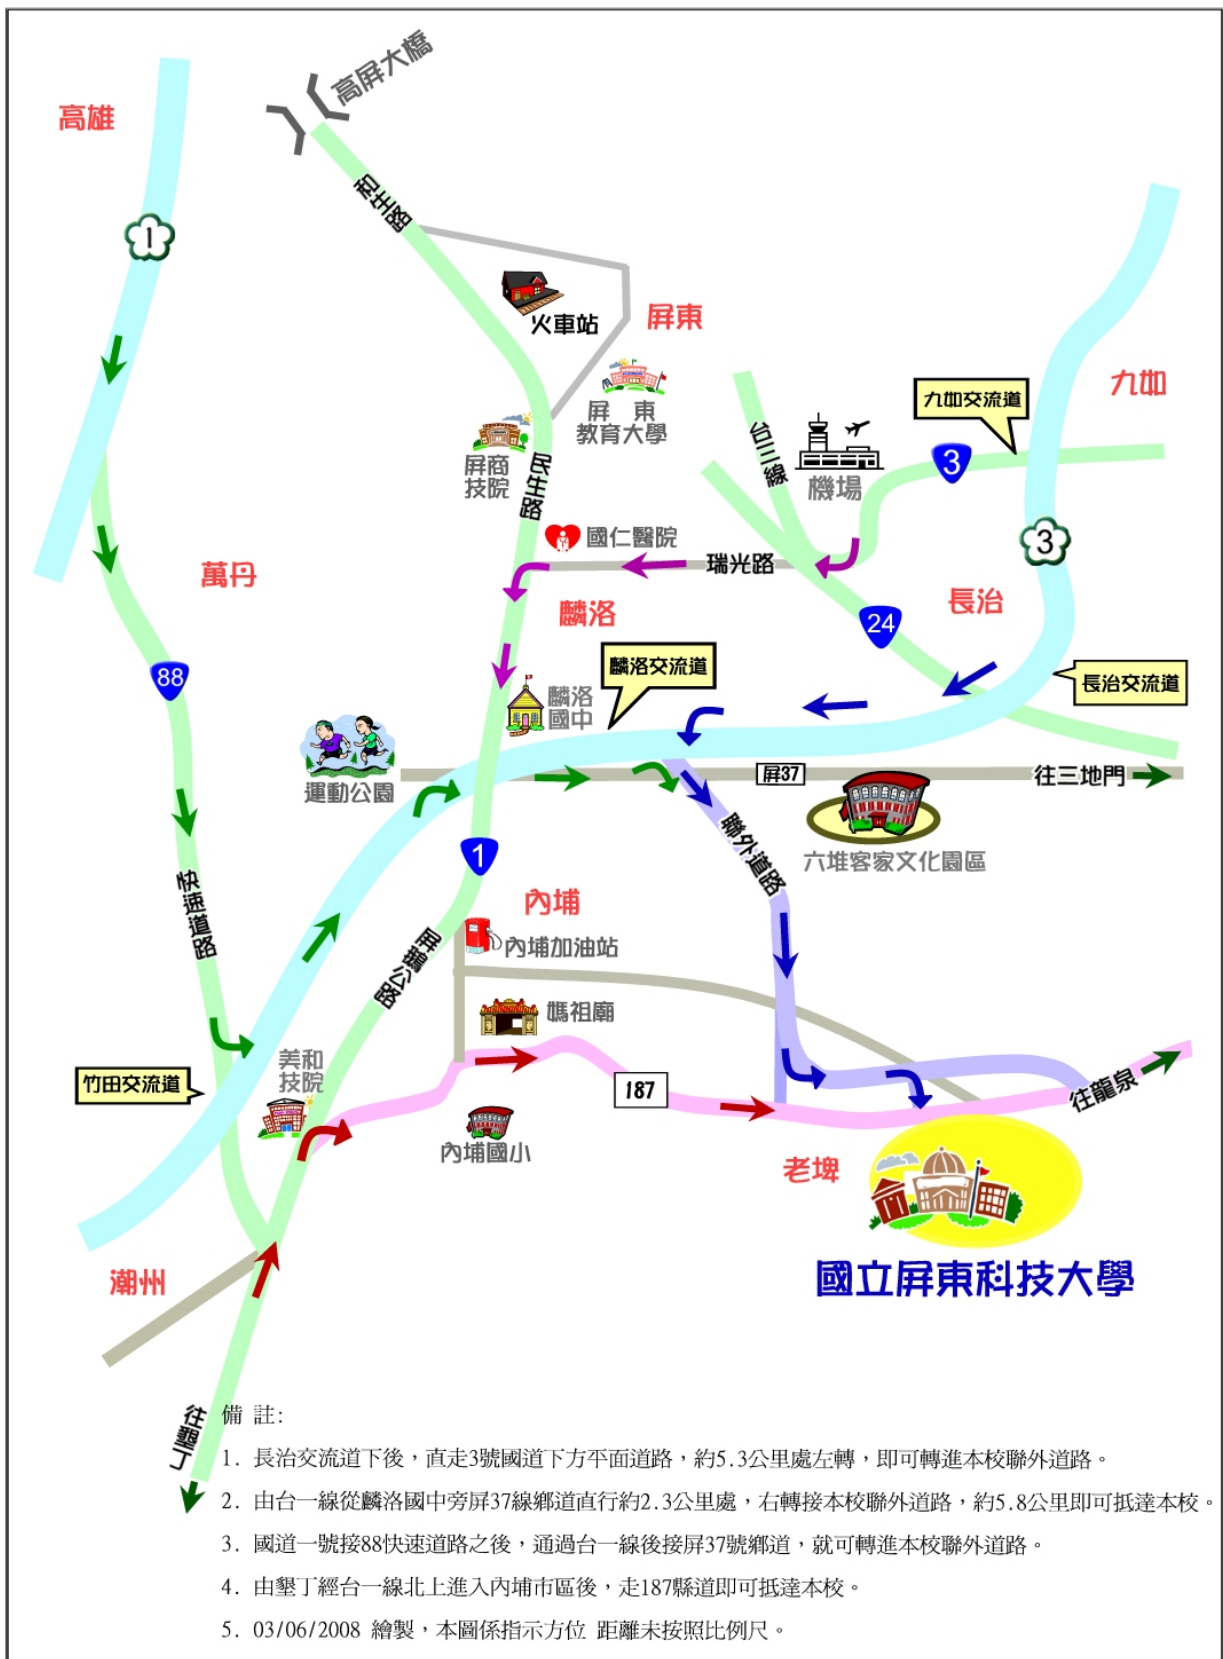 高屏大橋
高雄
1
和生路
火車站
屏東
九如
九如交流道
屏東
教育大學
台三線
機場
3
屏商
技院
民生路
國仁醫院
瑞光路
3
萬丹
麟洛
長治
24
88
麟洛交流道
長治交流道
麟洛
國中
運動公園
屏37
往三地門
聯外道路
六堆客家文化園區
1
快速道路
內埔
屏鵝公路
內埔加油站
媽祖廟
美和
技院
竹田交流道
187
往龍泉
內埔國小
老埤
國立屏東科技大學
潮州
往墾丁
備 註:
1. 長治交流道下後，直走3號國道下方平面道路，約5.3公里處左轉，即可轉進本校聯外道路。
2. 由台一線從麟洛國中旁屏37線鄉道直行約2.3公里處，右轉接本校聯外道路，約5.8公里即可抵達本校。
3. 國道一號接88快速道路之後，通過台一線後接屏37號鄉道，就可轉進本校聯外道路。
4. 由墾丁經台一線北上進入內埔市區後，走187縣道即可抵達本校。
5. 03/06/2008 繪製，本圖係指示方位 距離未按照比例尺。